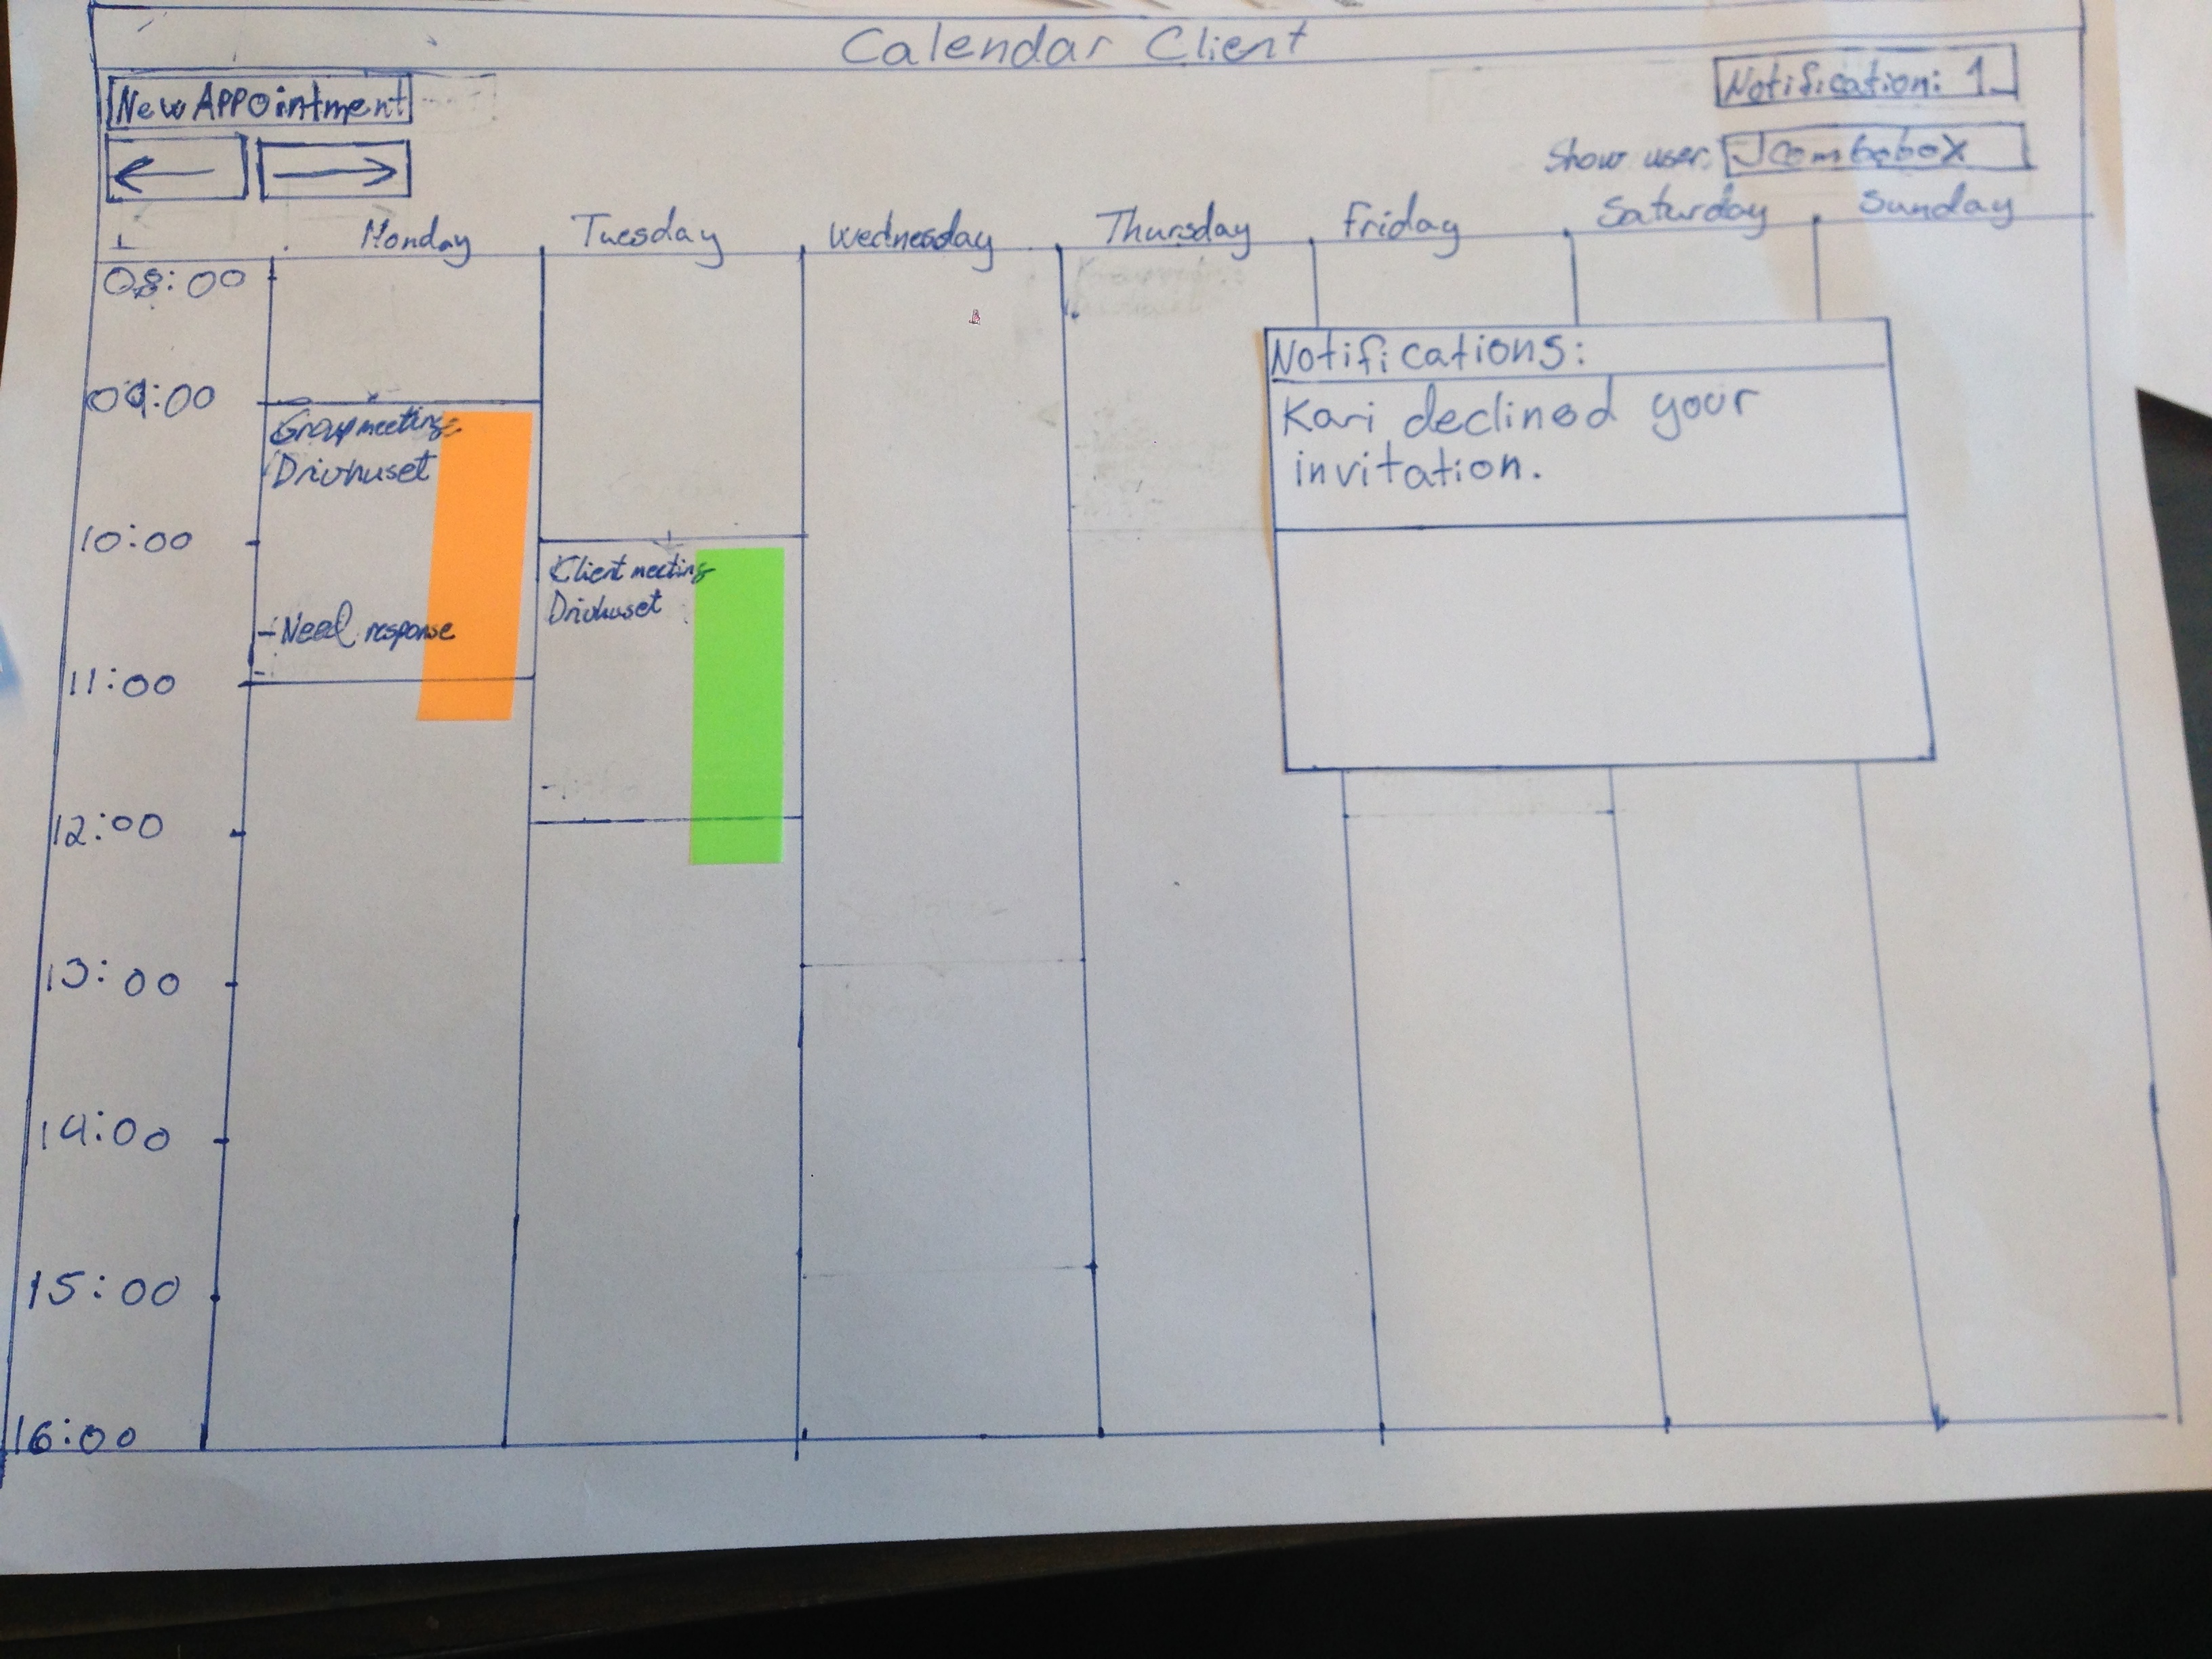 Calendar Client
New APPointment
Notification: 1
← →
Show user: Jcombobox
Monday Tuesday Wednesday Thursday Friday Saturday Sunday
08:00
Notifications:
09:00
Kari declined your
invitation.
Groupmeeting
Drivhuset
10:00
Client meeting
Drivhuset
-Need response
11:00
12:00
13:00
14:00
15:00
16:00